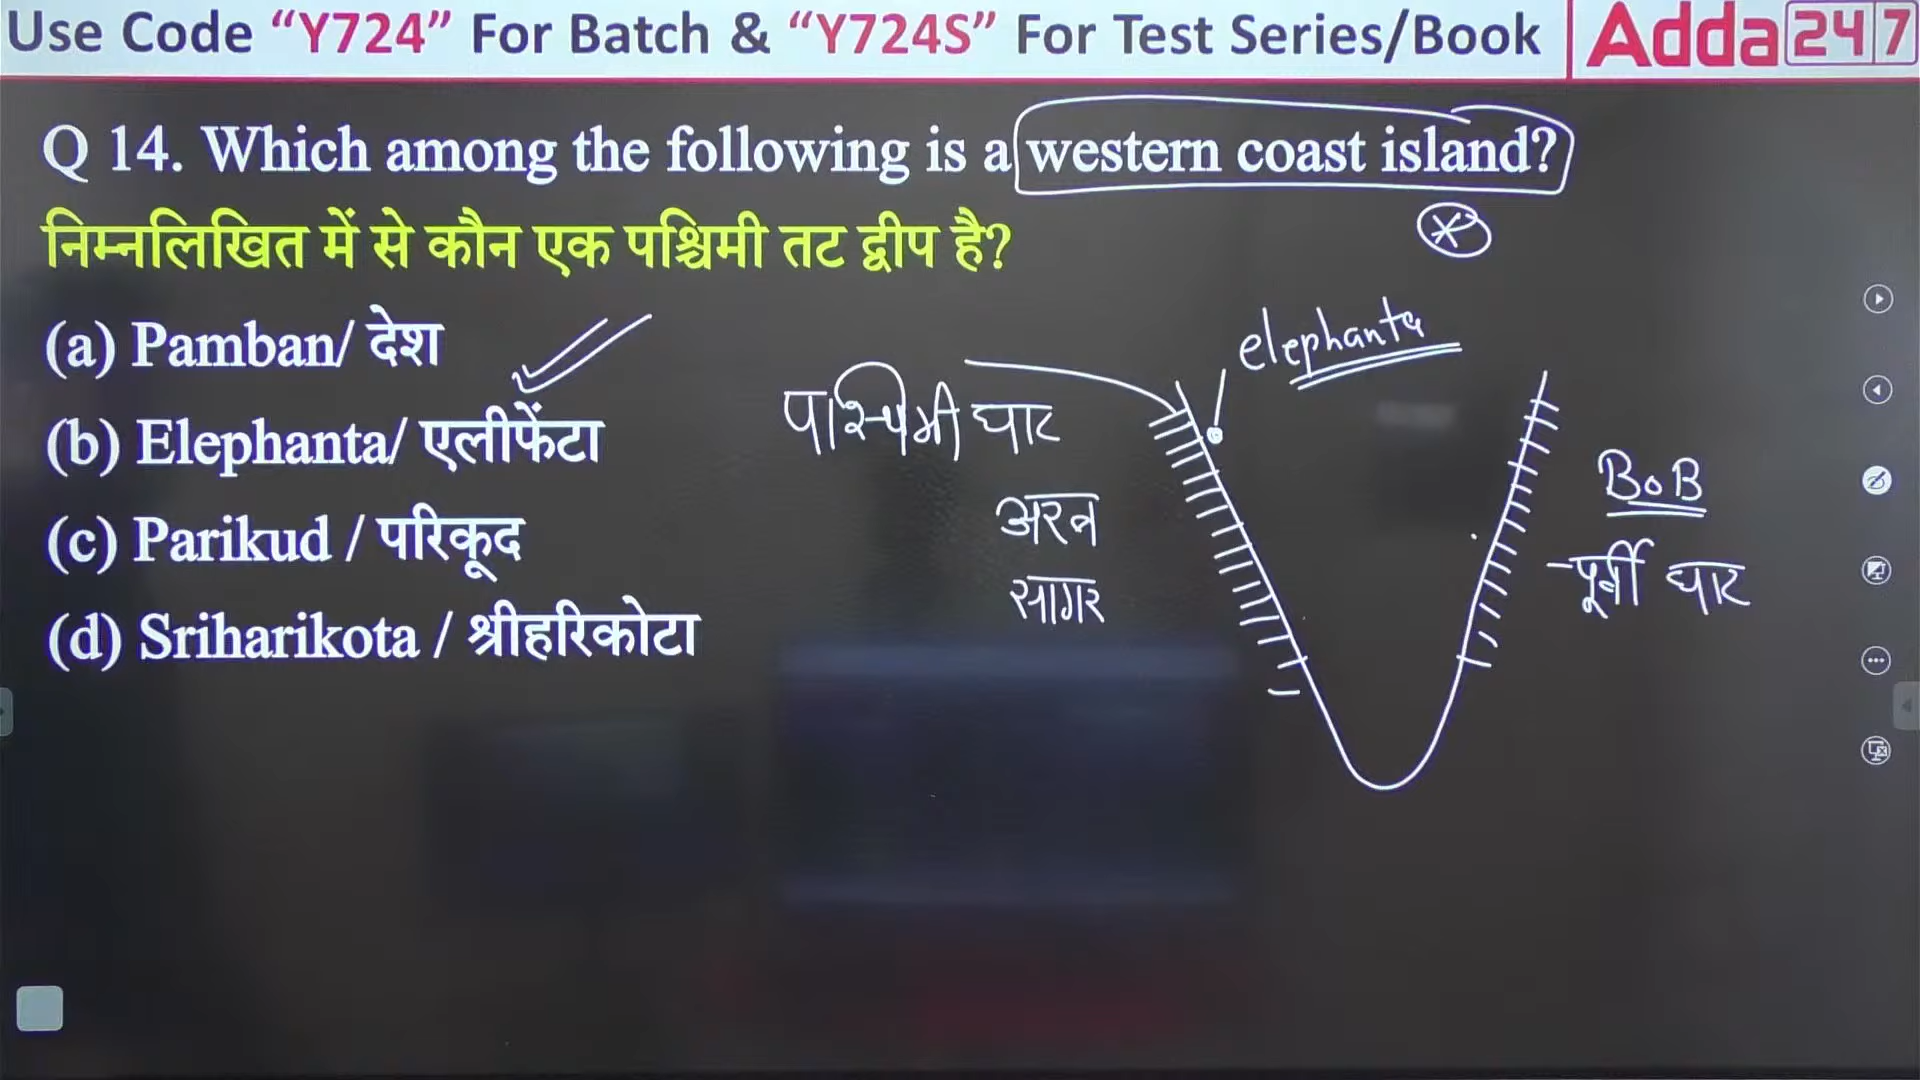 Use Code “Y724” For Batch & “Y724S” For Test Series/Book
Adda247
Q 14. Which among the following is a western coast island?
निम्नलिखित में से कौन एक पश्चिमी तट द्वीप है?
(a) Pamban/ देश
(b) Elephanta/ एलीफेंटा
(c) Parikud / परिकूद
(d) Sriharikota / श्रीहरिकोटा
elephanta
पश्चिमी घाट
अरब
सागर
BoB
-पूर्वी घाट